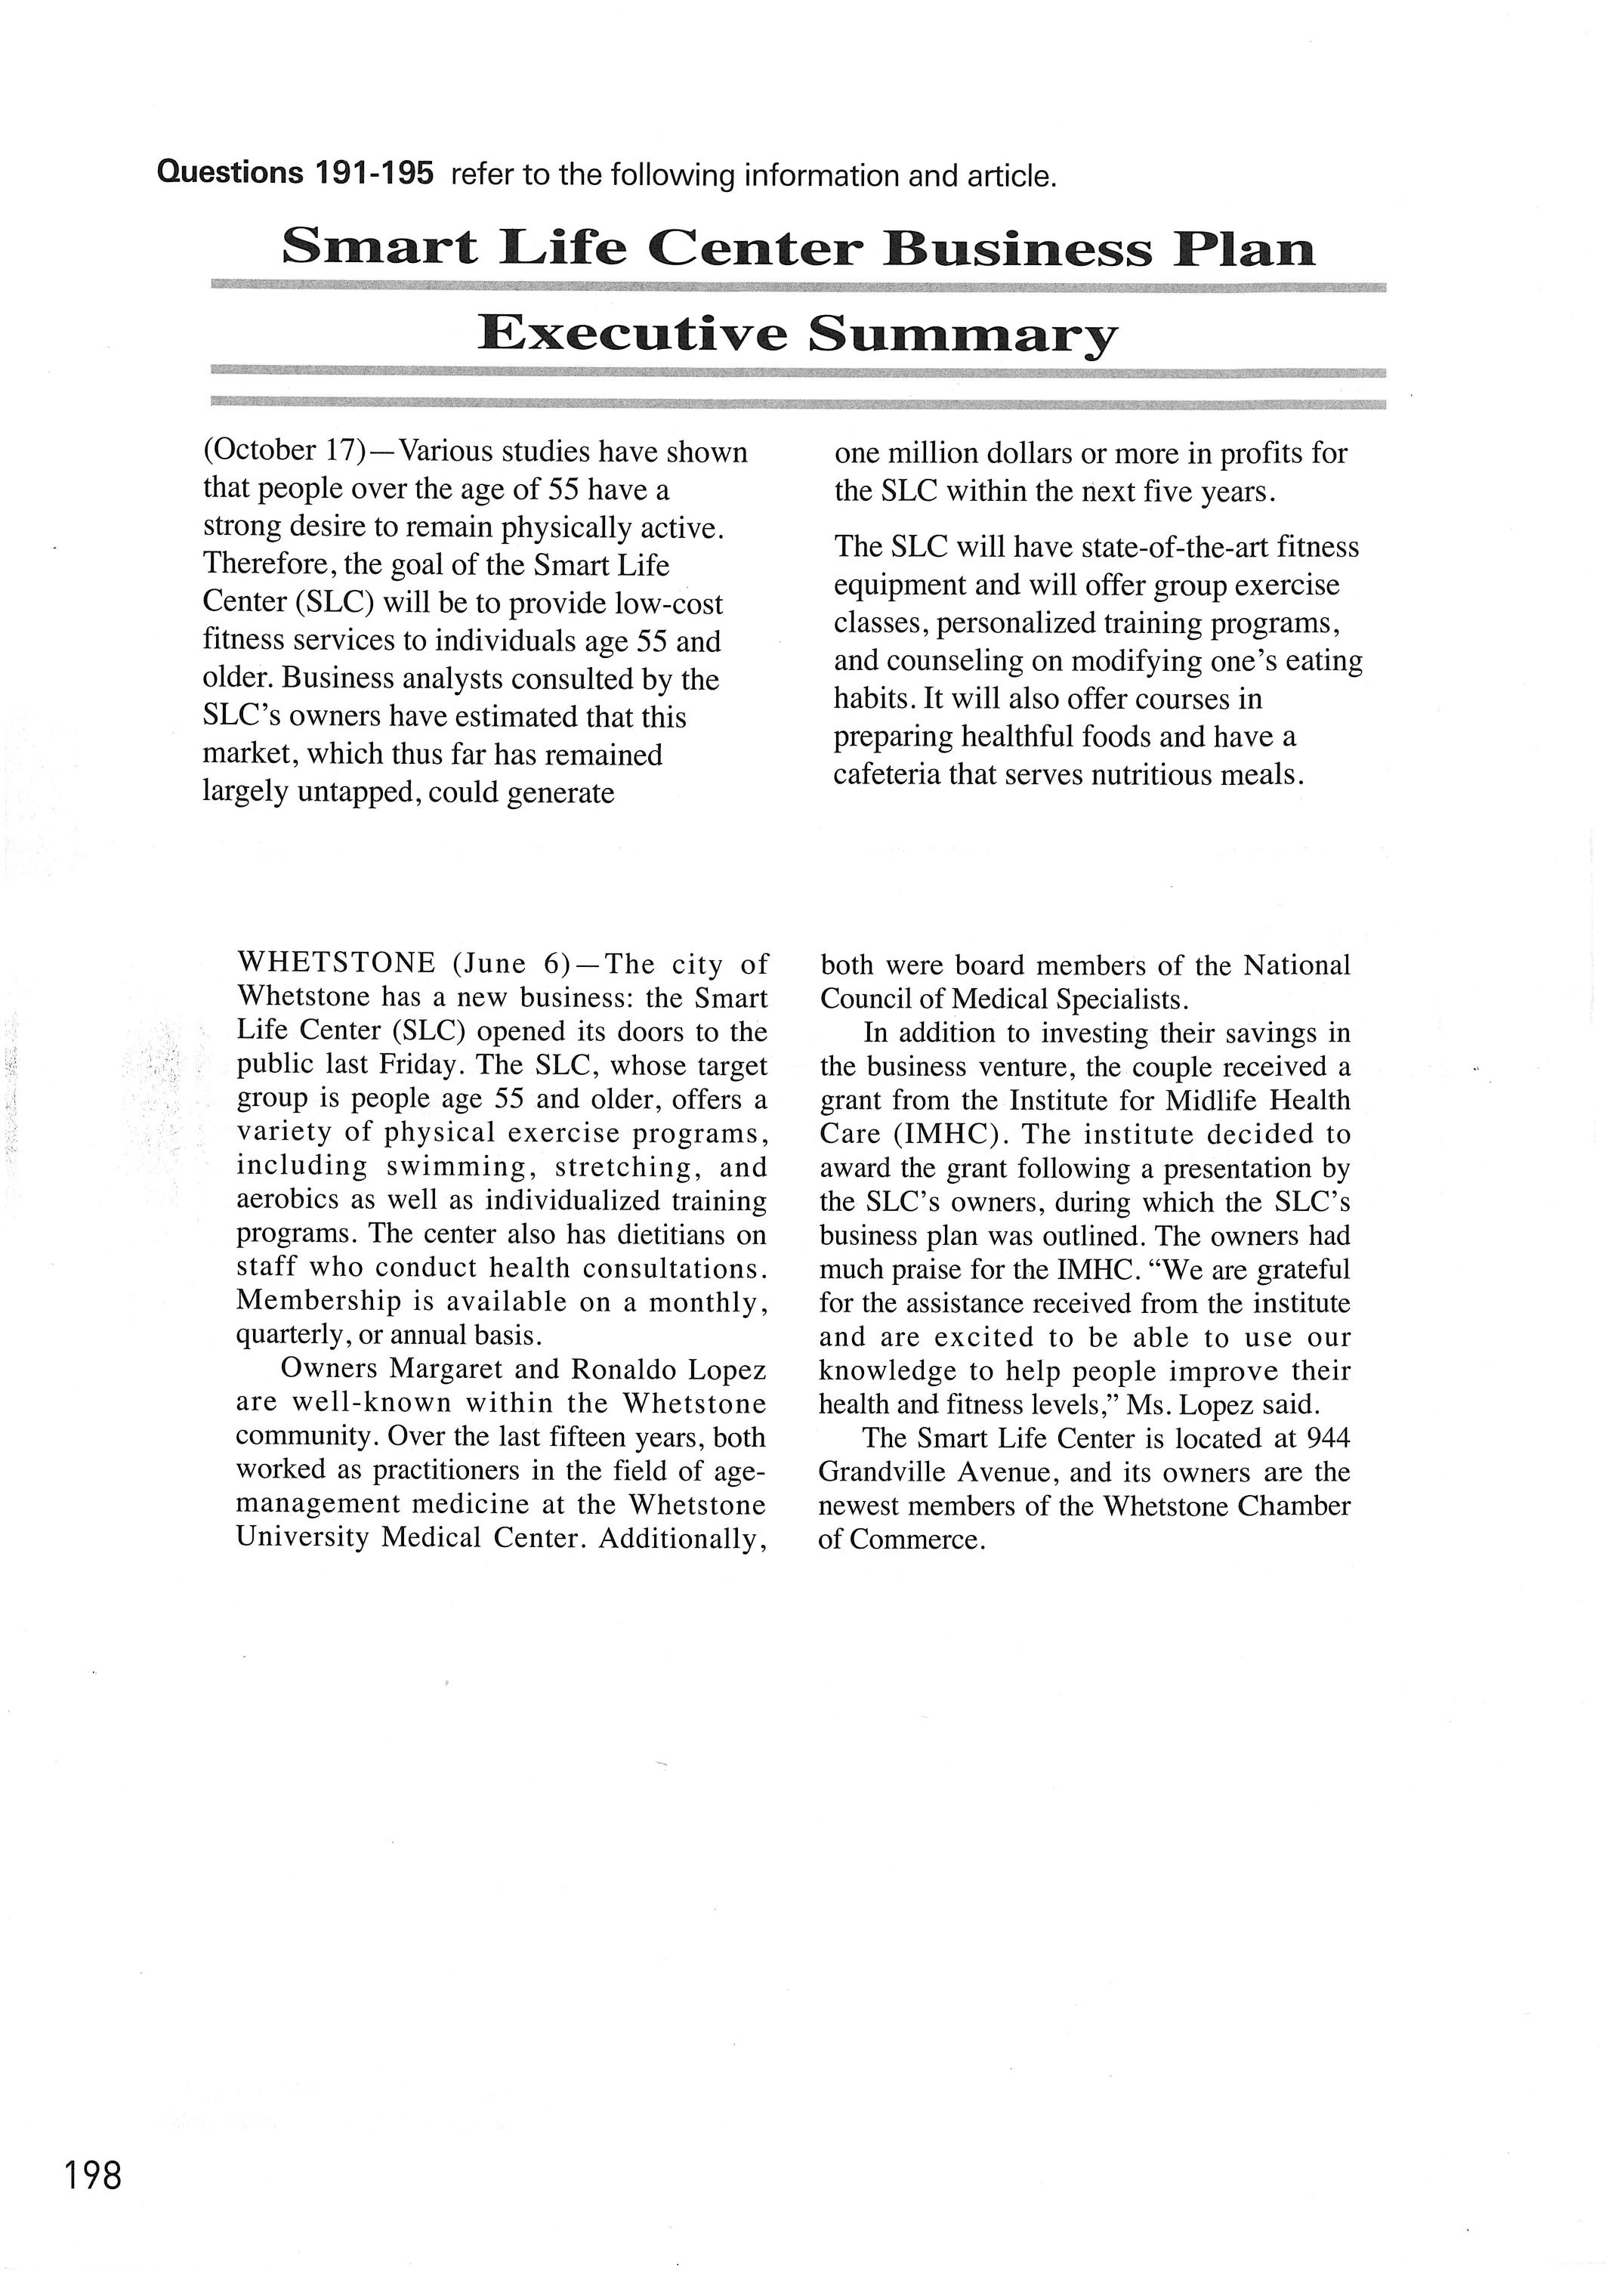 Questions 191-195 refer to the following information and article.
Smart Life Center Business Plan
Executive Summary
(October 17)—Various studies have shown
that people over the age of 55 have a
strong desire to remain physically active.
Therefore, the goal of the Smart Life
Center (SLC) will be to provide low-cost
fitness services to individuals age 55 and
older. Business analysts consulted by the
SLC's owners have estimated that this
market, which thus far has remained
largely untapped, could generate
one million dollars or more in profits for
the SLC within the next five years.
The SLC will have state-of-the-art fitness
equipment and will offer group exercise
classes, personalized training programs,
and counseling on modifying one's eating
habits. It will also offer courses in
preparing healthful foods and have a
cafeteria that serves nutritious meals.
WHETSTONE (June 6)—The city of
Whetstone has a new business: the Smart
Life Center (SLC) opened its doors to the
public last Friday. The SLC, whose target
group is people age 55 and older, offers a
variety of physical exercise programs,
including swimming, stretching, and
aerobics as well as individualized training
programs. The center also has dietitians on
staff who conduct health consultations.
Membership is available on a monthly,
quarterly, or annual basis.
Owners Margaret and Ronaldo Lopez
are well-known within the Whetstone
community. Over the last fifteen years, both
worked as practitioners in the field of age-
management medicine at the Whetstone
University Medical Center. Additionally,
both were board members of the National
Council of Medical Specialists.
In addition to investing their savings in
the business venture, the couple received a
grant from the Institute for Midlife Health
Care (IMHC). The institute decided to
award the grant following a presentation by
the SLC's owners, during which the SLC's
business plan was outlined. The owners had
much praise for the IMHC. "We are grateful
for the assistance received from the institute
and are excited to be able to use our
knowledge to help people improve their
health and fitness levels," Ms. Lopez said.
The Smart Life Center is located at 944
Grandville Avenue, and its owners are the
newest members of the Whetstone Chamber
of Commerce.
198